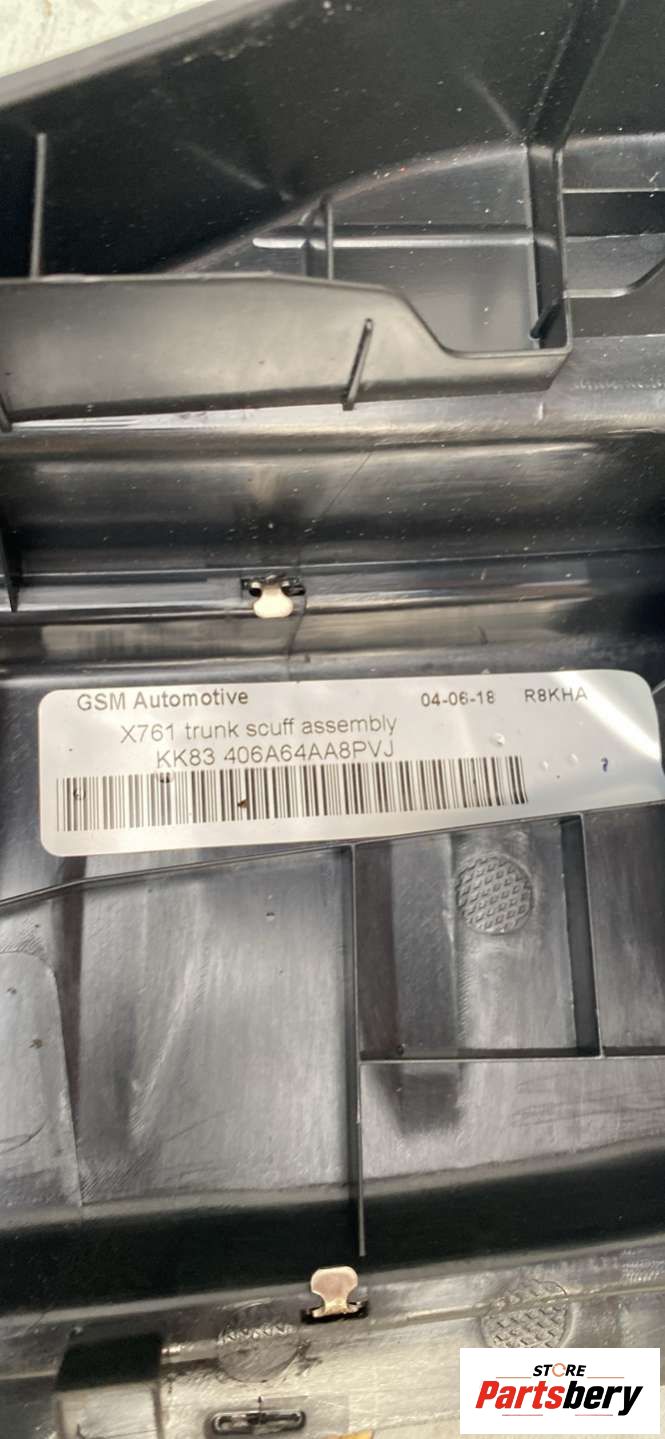 GSM Automotive 04-06-18 R8KHA
X761 trunk scuff assembly
KK83 406A64AA8PVJ
STORE
Partsbery